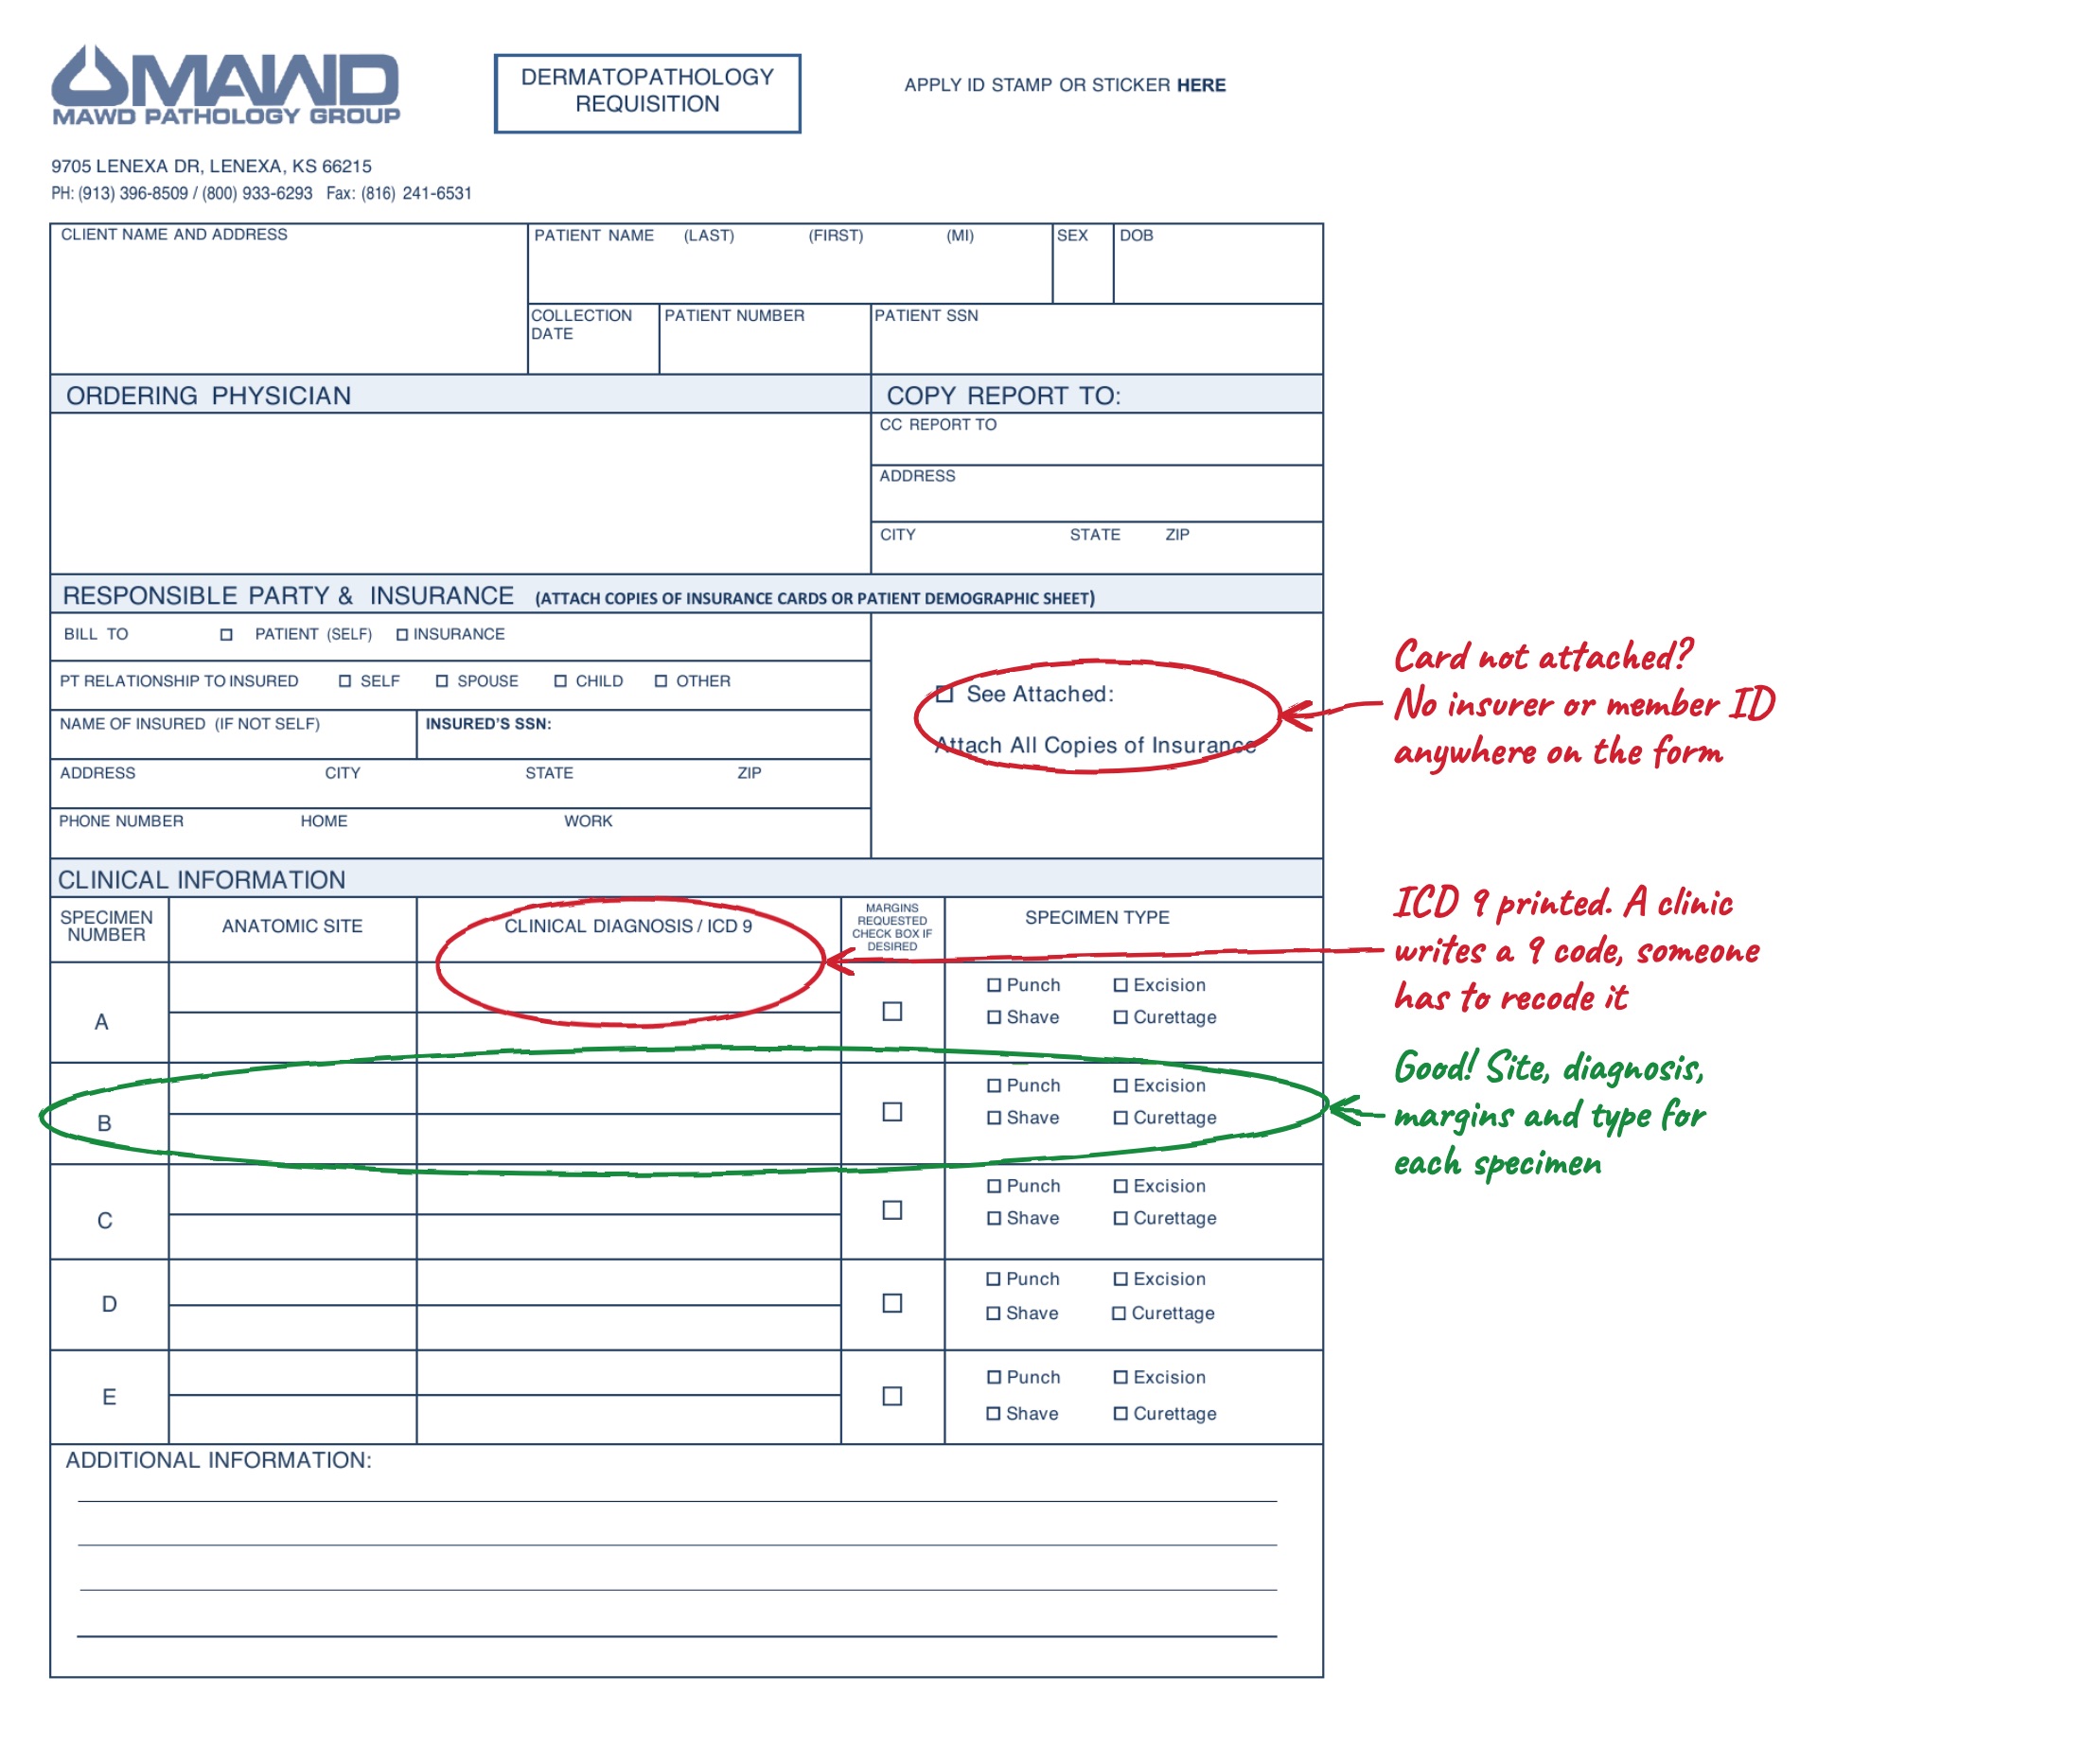 MAWD
MAWD PATHOLOGY GROUP
DERMATOPATHOLOGY
REQUISITION
APPLY ID STAMP OR STICKER HERE
9705 LENEXA DR, LENEXA, KS 66215
PH: (913) 396-8509 / (800) 933-6293 Fax: (816) 241-6531
CLIENT NAME AND ADDRESS
PATIENT NAME (LAST) (FIRST) (MI)
SEX
DOB
COLLECTION
DATE
PATIENT NUMBER
PATIENT SSN
ORDERING PHYSICIAN
COPY REPORT TO:
CC REPORT TO
ADDRESS
CITY STATE ZIP
RESPONSIBLE PARTY & INSURANCE (ATTACH COPIES OF INSURANCE CARDS OR PATIENT DEMOGRAPHIC SHEET)
BILL TO ☐ PATIENT (SELF) ☐ INSURANCE
PT RELATIONSHIP TO INSURED ☐ SELF ☐ SPOUSE ☐ CHILD ☐ OTHER
NAME OF INSURED (IF NOT SELF)
INSURED'S SSN:
ADDRESS CITY STATE ZIP
PHONE NUMBER HOME WORK
☐ See Attached:
Attach All Copies of Insurance
Card not attached?
No insurer or member ID
anywhere on the form
CLINICAL INFORMATION
SPECIMEN
NUMBER
ANATOMIC SITE
CLINICAL DIAGNOSIS / ICD 9
MARGINS
REQUESTED
CHECK BOX IF
DESIRED
SPECIMEN TYPE
ICD 9 printed. A clinic
writes a 9 code, someone
has to recode it
A
☐ Punch ☐ Excision
☐ Shave ☐ Curettage
B
☐ Punch ☐ Excision
☐ Shave ☐ Curettage
Good! Site, diagnosis,
margins and type for
each specimen
C
☐ Punch ☐ Excision
☐ Shave ☐ Curettage
D
☐ Punch ☐ Excision
☐ Shave ☐ Curettage
E
☐ Punch ☐ Excision
☐ Shave ☐ Curettage
ADDITIONAL INFORMATION: